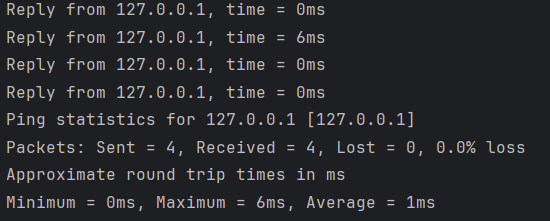 Reply from 127.0.0.1, time = 0ms
Reply from 127.0.0.1, time = 6ms
Reply from 127.0.0.1, time = 0ms
Reply from 127.0.0.1, time = 0ms
Ping statistics for 127.0.0.1 [127.0.0.1]
Packets: Sent = 4, Received = 4, Lost = 0, 0.0% loss
Approximate round trip times in ms
Minimum = 0ms, Maximum = 6ms, Average = 1ms